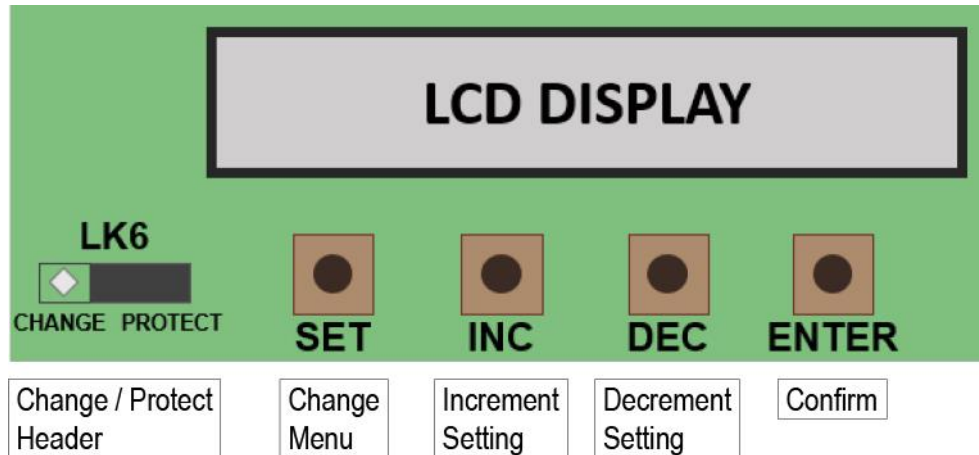 LCD DISPLAY
LK6
CHANGE PROTECT
SET
INC
DEC
ENTER
Change / Protect
Header
Change
Menu
Increment
Setting
Decrement
Setting
Confirm